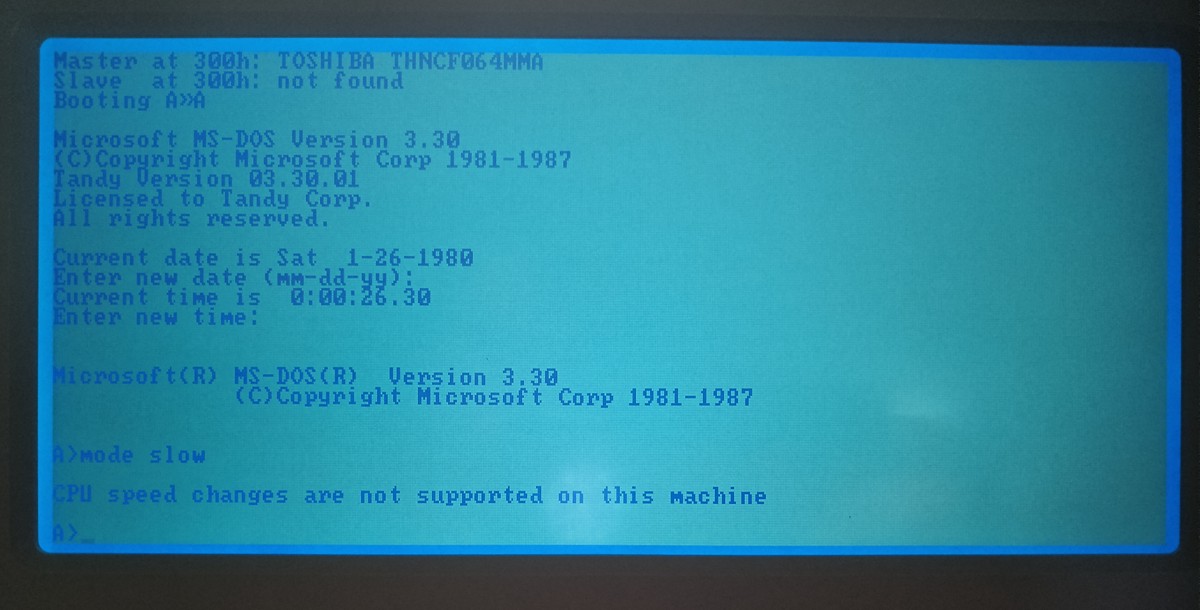 Master at 300h: TOSHIBA THNCF064MMA
Slave  at 300h: not found
Booting A»A
Microsoft MS-DOS Version 3.30
(C)Copyright Microsoft Corp 1981-1987
Tandy Version 03.30.01
Licensed to Tandy Corp.
All rights reserved.
Current date is Sat  1-26-1980
Enter new date (mm-dd-yy):
Current time is  0:00:26.30
Enter new time:
Microsoft(R) MS-DOS(R)  Version 3.30
(C)Copyright Microsoft Corp 1981-1987
A>mode slow
CPU speed changes are not supported on this machine
A>_